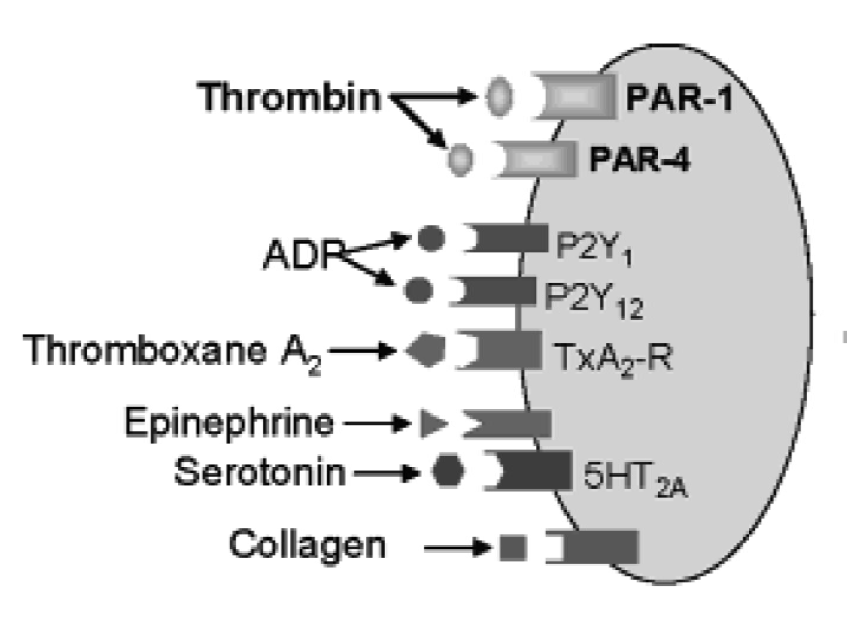 Thrombin
PAR-1
PAR-4
ADP
P2Y1
P2Y12
Thromboxane A2
TxA2-R
Epinephrine
Serotonin
5HT2A
Collagen